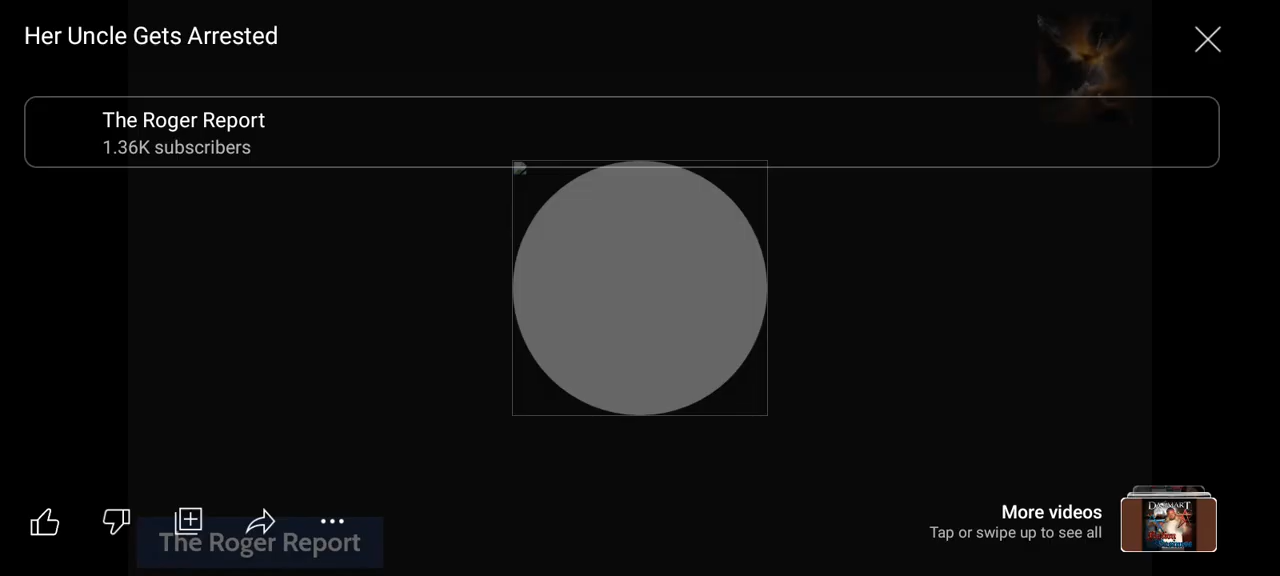 Her Uncle Gets Arrested
The Roger Report
1.36K subscribers
More videos
Tap or swipe up to see all
The Roger Report